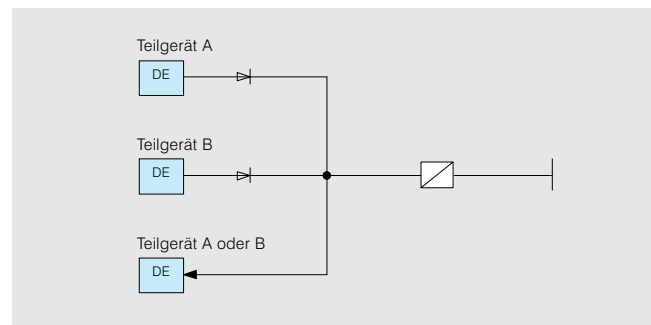 Teilgerät A
DE
Teilgerät B
DE
Teilgerät A oder B
DE